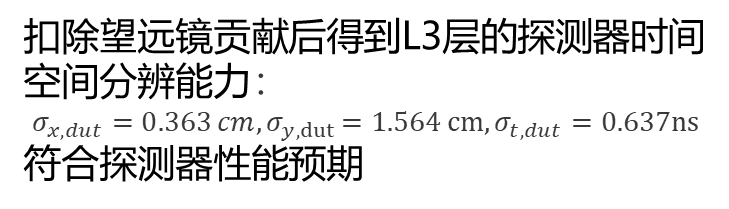 扣除望远镜贡献后得到L3层的探测器时间
空间分辨能力：
σx,dut = 0.363 cm, σy,dut = 1.564 cm, σt,dut = 0.637ns
符合探测器性能预期